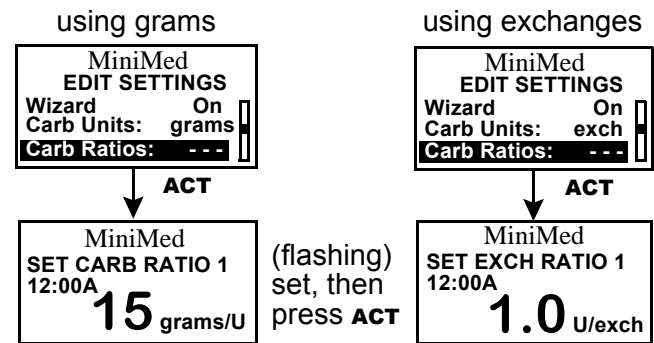 using grams
MiniMed
EDIT SETTINGS
Wizard On
Carb Units: grams
Carb Ratios: - - -
ACT
MiniMed
SET CARB RATIO 1
12:00A
15 grams/U
(flashing)
set, then
press ACT
using exchanges
MiniMed
EDIT SETTINGS
Wizard On
Carb Units: exch
Carb Ratios: - - -
ACT
MiniMed
SET EXCH RATIO 1
12:00A
1.0 U/exch